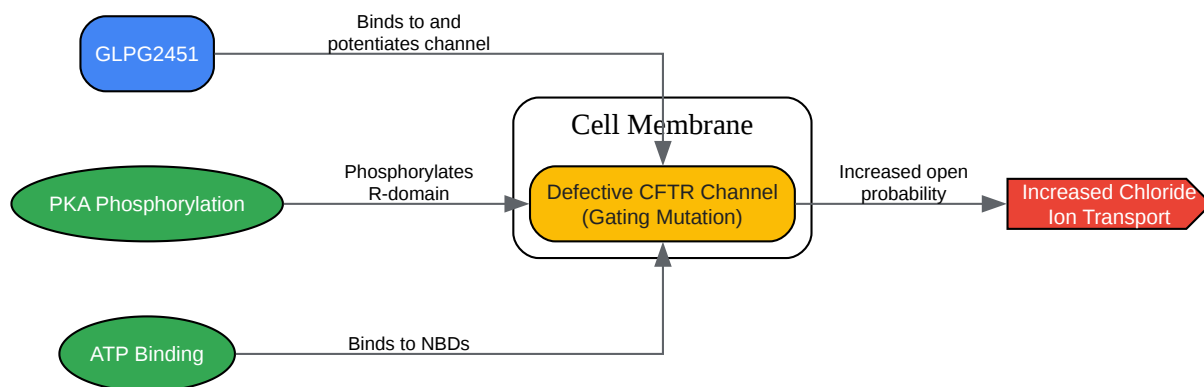 Binds to and
potentiates channel
GLPG2451
Cell Membrane
Phosphorylates
R-domain
PKA Phosphorylation
Defective CFTR Channel
(Gating Mutation)
Increased open
probability
Increased Chloride
Ion Transport
Binds to NBDs
ATP Binding